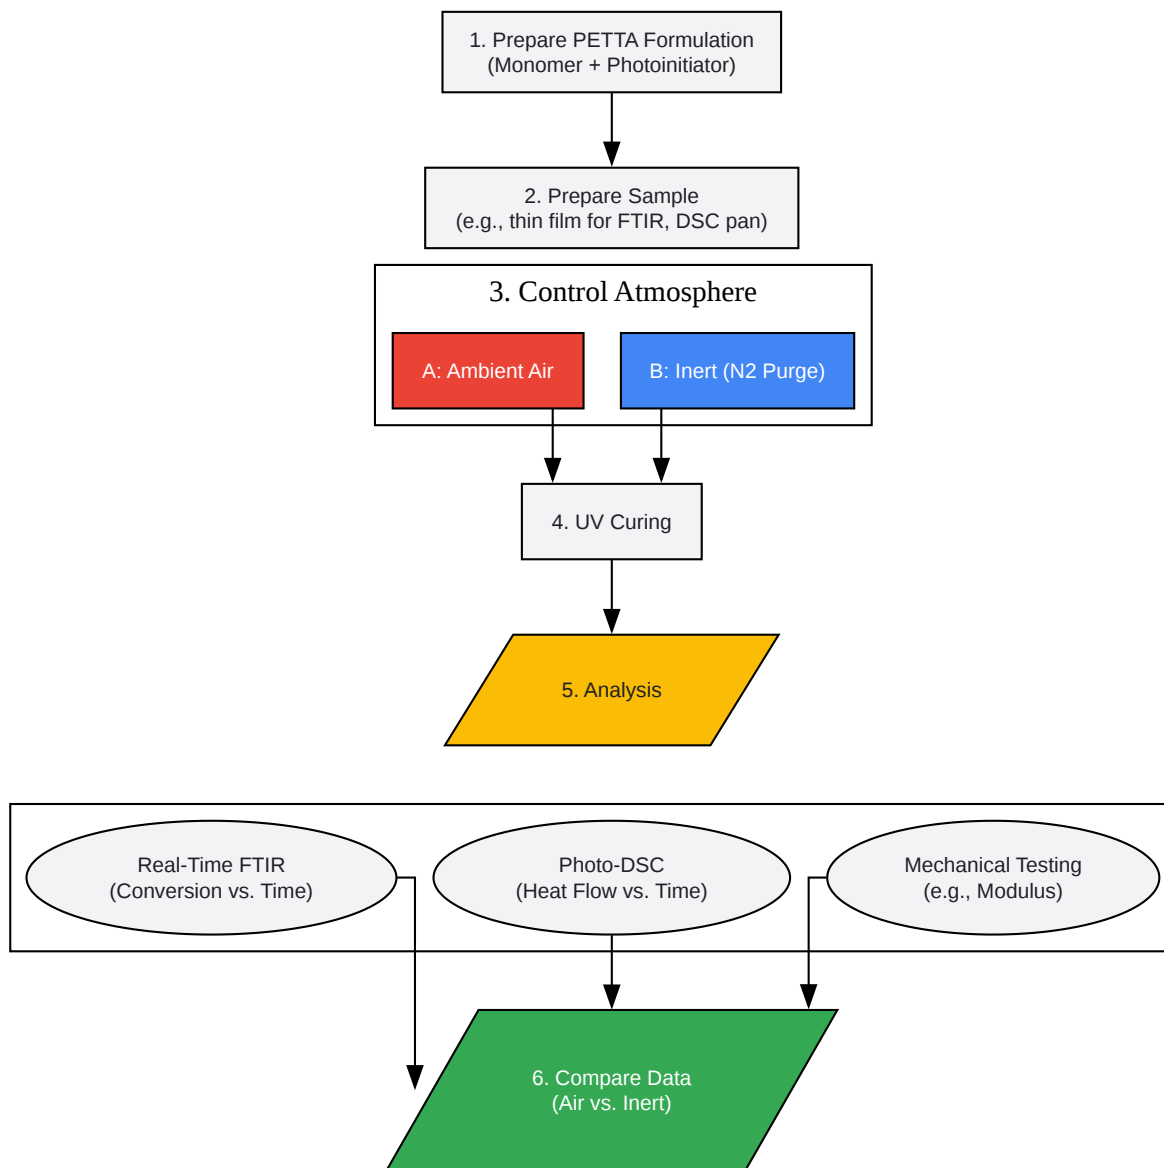 1. Prepare PETTA Formulation
(Monomer + Photoinitiator)
2. Prepare Sample
(e.g., thin film for FTIR, DSC pan)
3. Control Atmosphere
A: Ambient Air
B: Inert (N2 Purge)
4. UV Curing
5. Analysis
Real-Time FTIR
(Conversion vs. Time)
Photo-DSC
(Heat Flow vs. Time)
Mechanical Testing
(e.g., Modulus)
6. Compare Data
(Air vs. Inert)